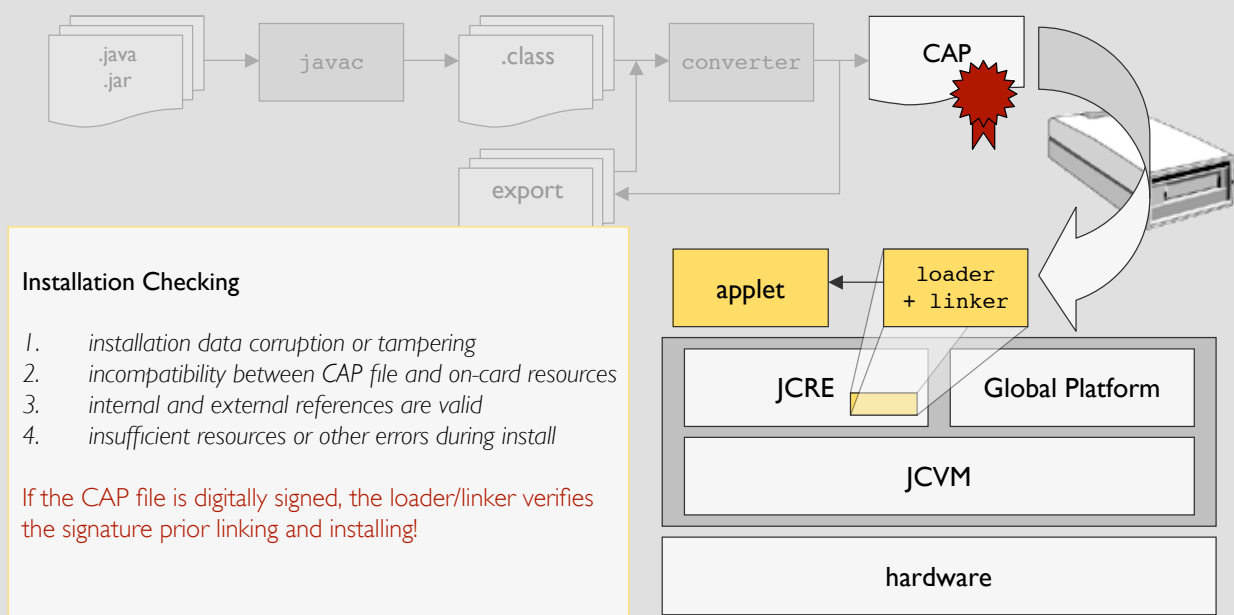 .java
.jar
javac
.class
converter
CAP
export
Installation Checking
1. installation data corruption or tampering
2. incompatibility between CAP file and on-card resources
3. internal and external references are valid
4. insufficient resources or other errors during install
If the CAP file is digitally signed, the loader/linker verifies
the signature prior linking and installing!
applet
loader
+ linker
JCRE
Global Platform
JCVM
hardware